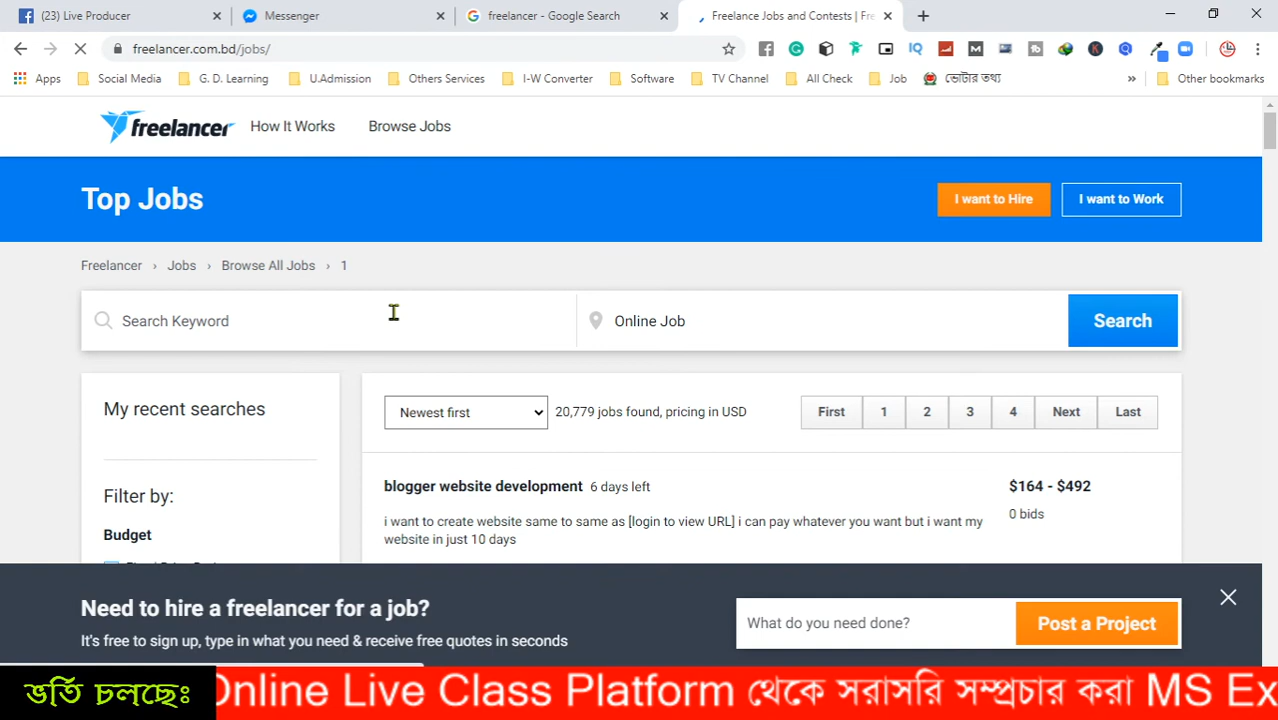 (23) Live Producer
Messenger
freelancer - Google Search
Freelance Jobs and Contests | Fre
freelancer.com.bd/jobs/
Apps
Social Media
G. D. Learning
U.Admission
Others Services
I-W Converter
Software
TV Channel
All Check
Job
ভোটার তথ্য
»
Other bookmarks
freelancer
How It Works
Browse Jobs
Top Jobs
I want to Hire
I want to Work
Freelancer › Jobs › Browse All Jobs › 1
Search Keyword
Online Job
Search
My recent searches
Newest first
20,779 jobs found, pricing in USD
First
1
2
3
4
Next
Last
Filter by:
Budget
blogger website development 6 days left
$164 - $492
0 bids
i want to create website same to same as [login to view URL] i can pay whatever you want but i want my
website in just 10 days
Need to hire a freelancer for a job?
It's free to sign up, type in what you need & receive free quotes in seconds
What do you need done?
Post a Project
ভর্তি চলছেঃ
Online Live Class Platform থেকে সরাসরি সম্প্রচার করা MS Ex